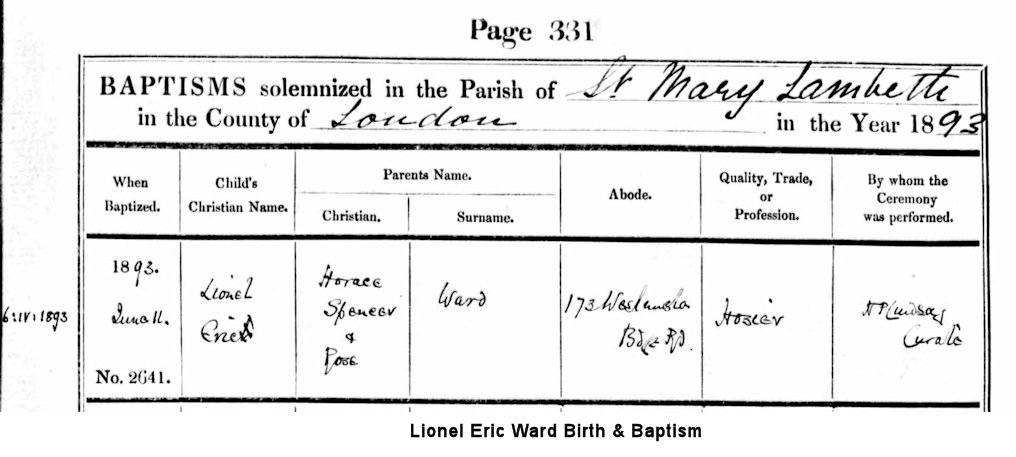 Page 331
BAPTISMS solemnized in the Parish of St Mary Lambeth
in the County of London in the Year 1893
When Baptized.
Child's Christian Name.
Parents Name.
Christian.
Surname.
Abode.
Quality, Trade, or Profession.
By whom the Ceremony was performed.
6:IV:1893
1893.
June 11.
No. 2641.
Lionel
Eric
Horace
Spencer
&
Rose
Ward
173 Westminster
Bdge Rd.
Hosier
Lindsay
Curate
Lionel Eric Ward Birth & Baptism